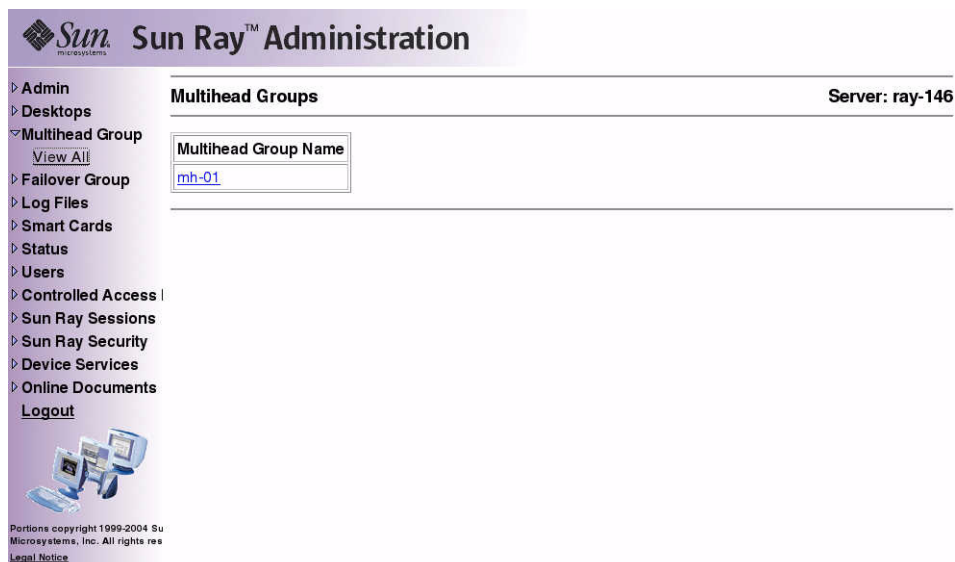 Sun microsystems Sun Ray™ Administration
Admin
Desktops
Multihead Group
View All
Failover Group
Log Files
Smart Cards
Status
Users
Controlled Access
Sun Ray Sessions
Sun Ray Security
Device Services
Online Documents
Logout
Portions copyright 1999-2004 Su
Microsystems, Inc. All rights res
Legal Notice
Multihead Groups Server: ray-146
Multihead Group Name
mh-01